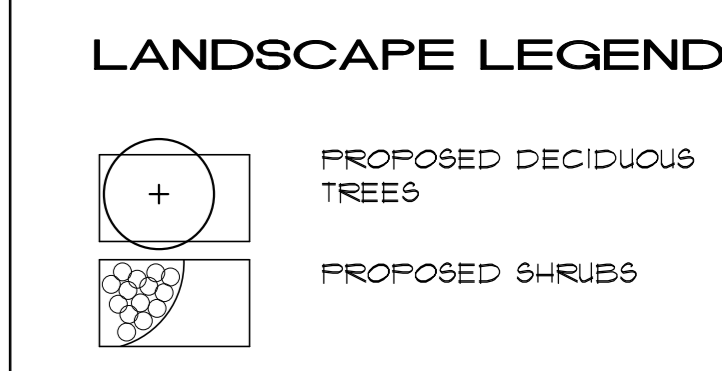 LANDSCAPE LEGEND
PROPOSED DECIDUOUS
TREES
PROPOSED SHRUBS